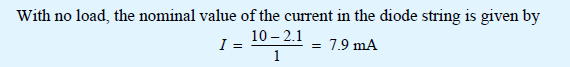 With no load, the nominal value of the current in the diode string is given by
I = \frac{10 – 2.1}{1} = 7.9 mA